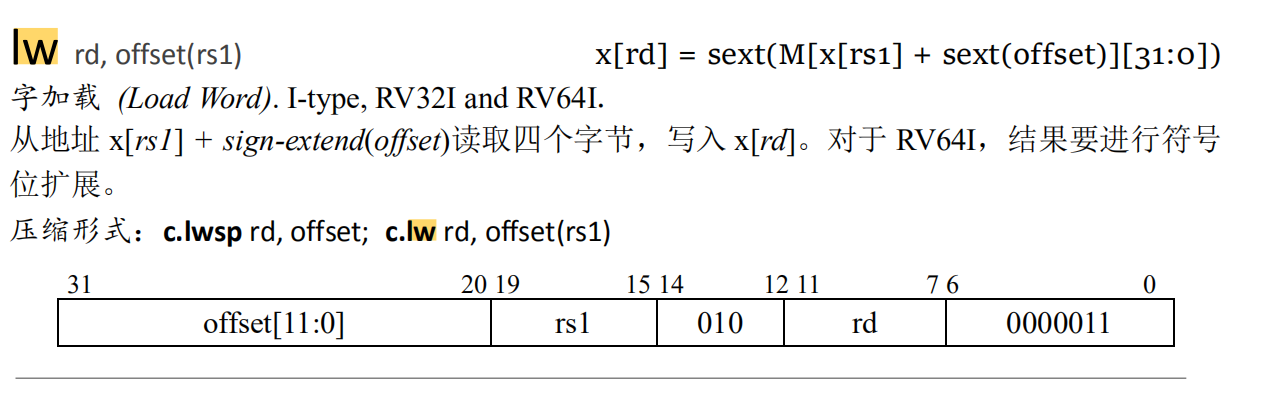 lw rd, offset(rs1) x[rd] = sext(M[x[rs1] + sext(offset)][31:0])
字加载 (Load Word). I-type, RV32I and RV64I.
从地址 x[rs1] + sign-extend(offset)读取四个字节，写入 x[rd]。对于 RV64I，结果要进行符号
位扩展。
压缩形式：c.lwsp rd, offset; c.lw rd, offset(rs1)
31 20 19 15 14 12 11 7 6 0
offset[11:0] rs1 010 rd 0000011